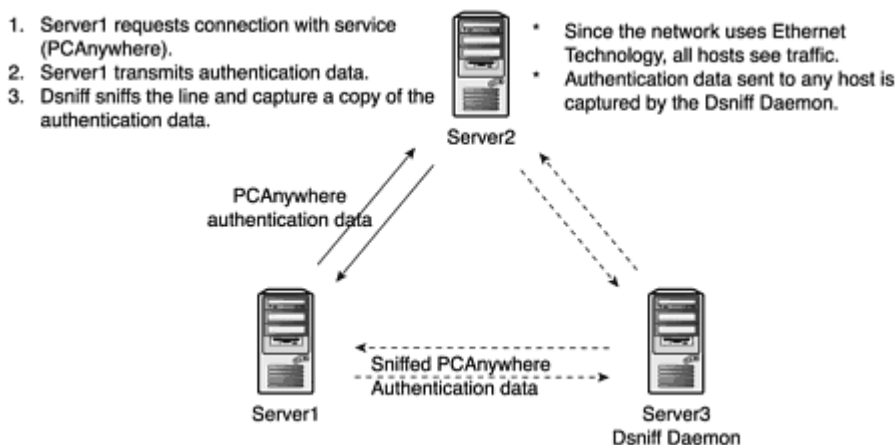 1. Server1 requests connection with service
(PCAnywhere).
2. Server1 transmits authentication data.
3. Dsniff sniffs the line and capture a copy of the
authentication data.
* Since the network uses Ethernet
Technology, all hosts see traffic.
* Authentication data sent to any host is
captured by the Dsniff Daemon.
Server2
PCAnywhere
authentication data
Sniffed PCAnywhere
Authentication data
Server1
Server3
Dsniff Daemon